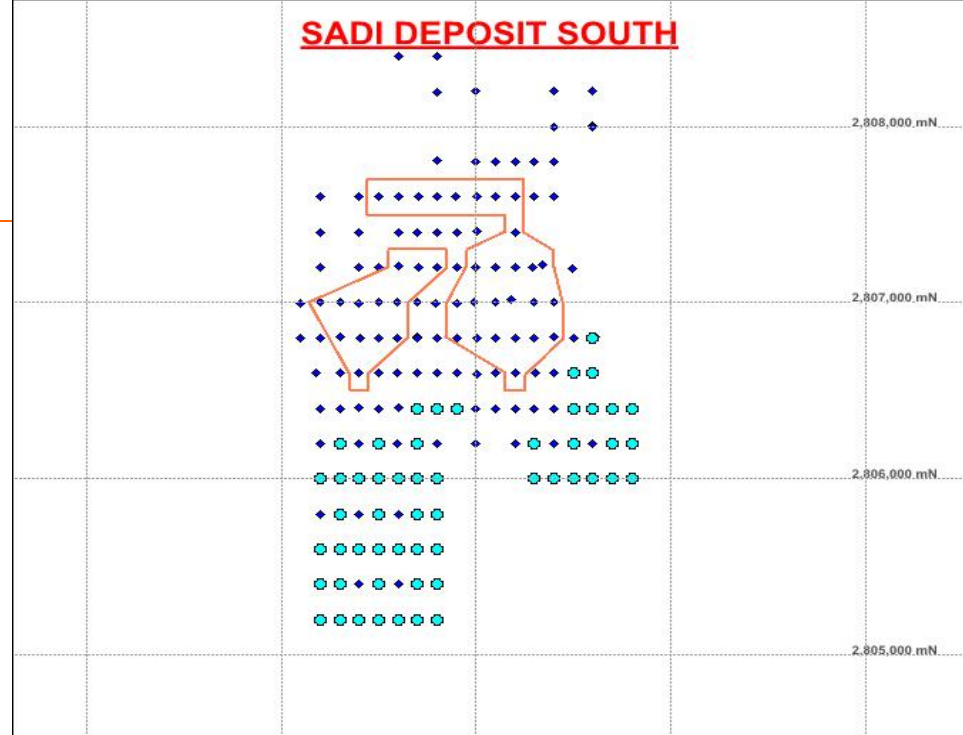 SADI DEPOSIT SOUTH
2,808,000 mN
2,807,000 mN
2,806,000 mN
2,805,000 mN